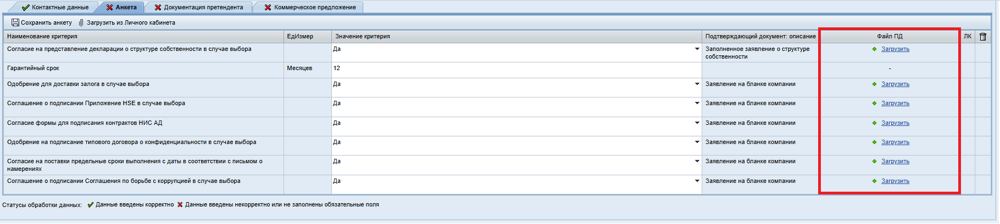 Контактные данные Анкета Документация претендента Коммерческое предложение
Сохранить анкету Загрузить из Личного кабинета
Наименование критерия ЕдИзмер Значение критерия Подтверждающий документ: описание Файл ПД ЛК
Согласие на представление декларации о структуре собственности в случае выбора Да Заполненное заявление о структуре Загрузить
собственности
Гарантийный срок Месяцев 12 -
Одобрение для доставки залога в случае выбора Да Заявление на бланке компании Загрузить
Соглашение о подписании Приложение HSE в случае выбора Да Заявление на бланке компании Загрузить
Согласие формы для подписания контрактов НИС АД Да Заявление на бланке компании Загрузить
Одобрение на подписание типового договора о конфиденциальности в случае выбора Да Заявление на бланке компании Загрузить
Согласие на поставки предельные сроки выполнения с даты в соответствии с письмом о Да Заявление на бланке компании Загрузить
намерениях
Соглашение о подписании Соглашения по борьбе с коррупцией в случае выбора Да Заявление на бланке компании Загрузить
Статусы обработки данных: Данные введены корректно Данные введены некорректно или не заполнены обязательные поля